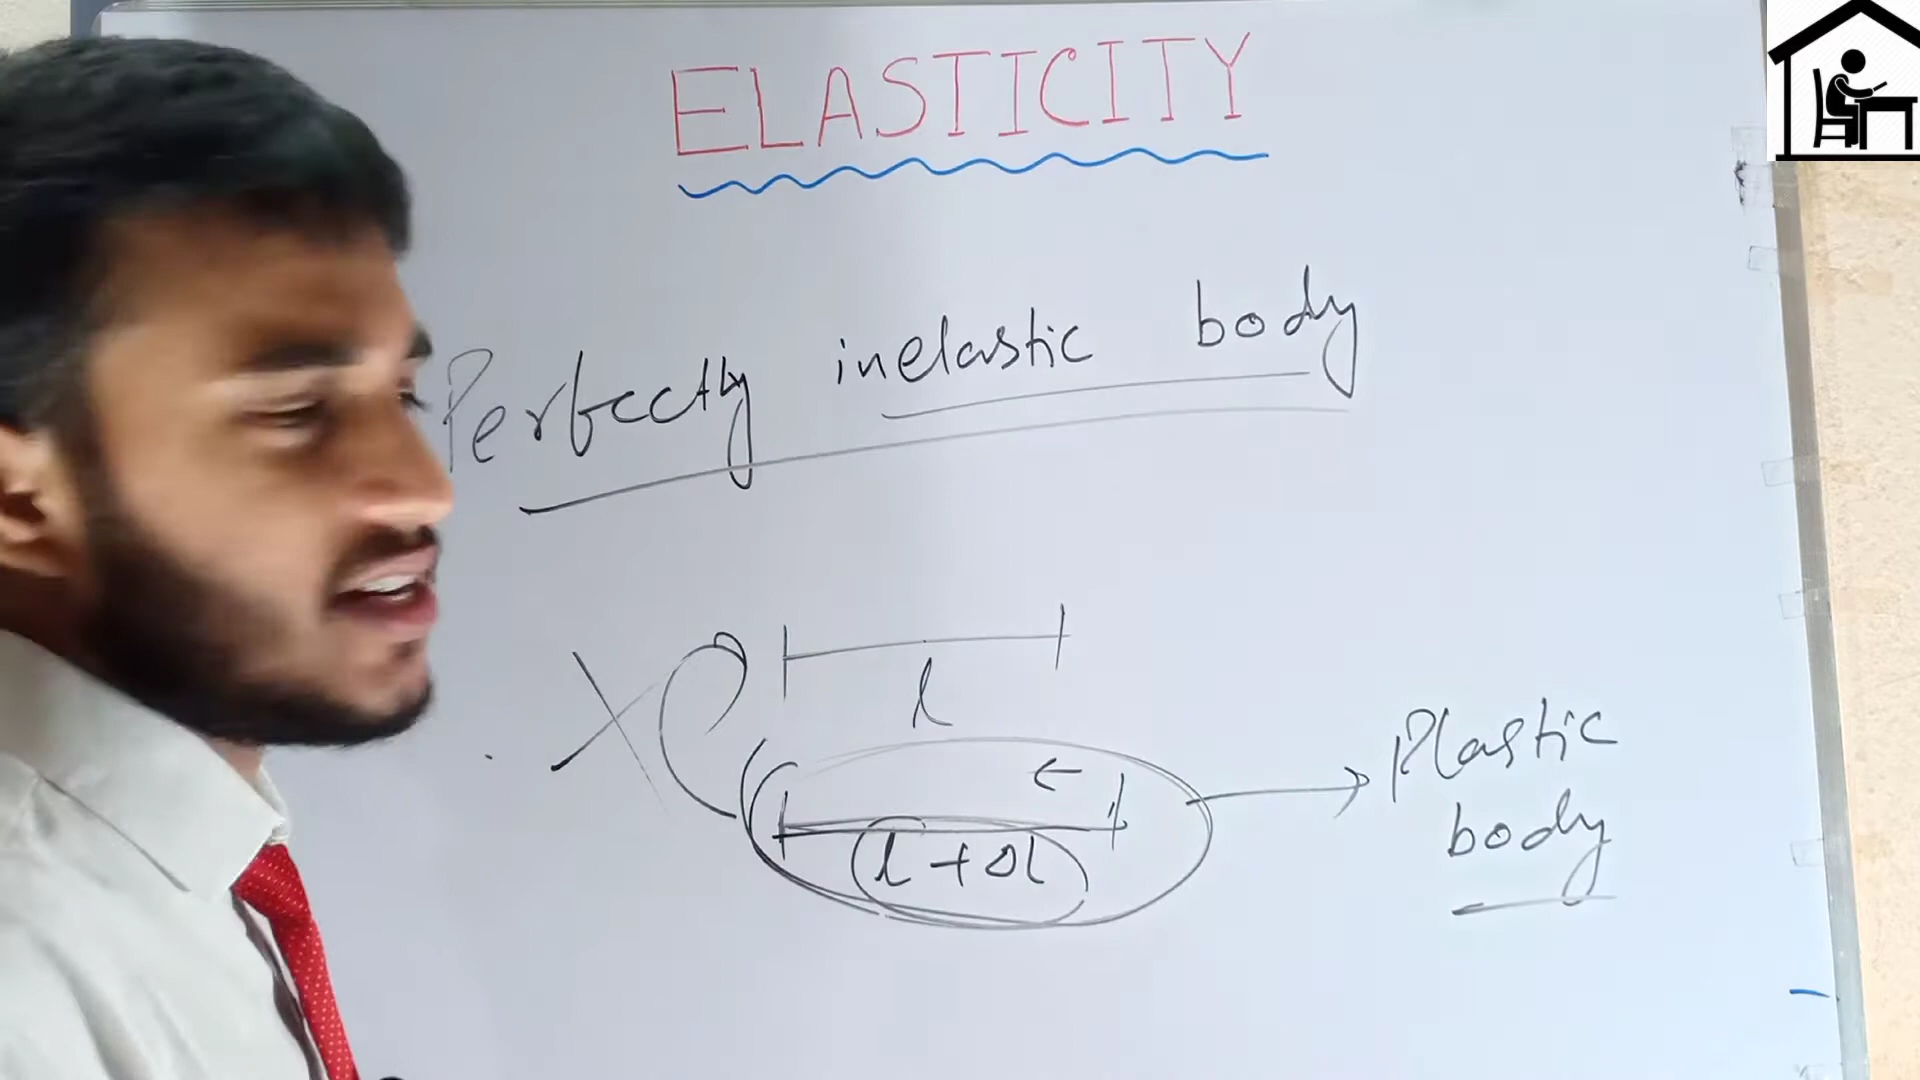 ELASTICITY
Perfectly inelastic body
l
l + Δl
Plastic
body